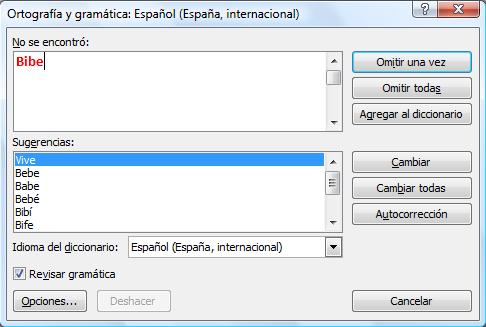 Ortografía y gramática: Español (España, internacional)
No se encontró:
Bibe
Omitir una vez
Omitir todas
Agregar al diccionario
Sugerencias:
Vive
Bebe
Babe
Bebé
Bibí
Bife
Cambiar
Cambiar todas
Autocorrección
Idioma del diccionario: Español (España, internacional)
Revisar gramática
Opciones... Deshacer Cancelar